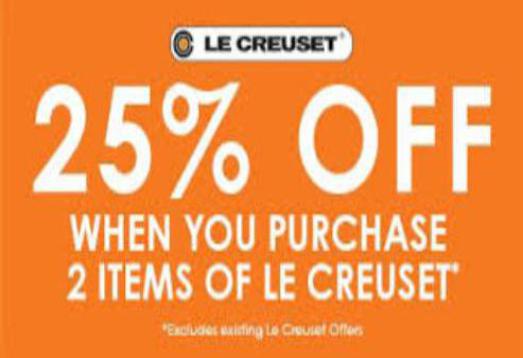 LE CREUSET®
25% OFF
WHEN YOU PURCHASE
2 ITEMS OF LE CREUSET*
*Excludes existing Le Creuset Offers